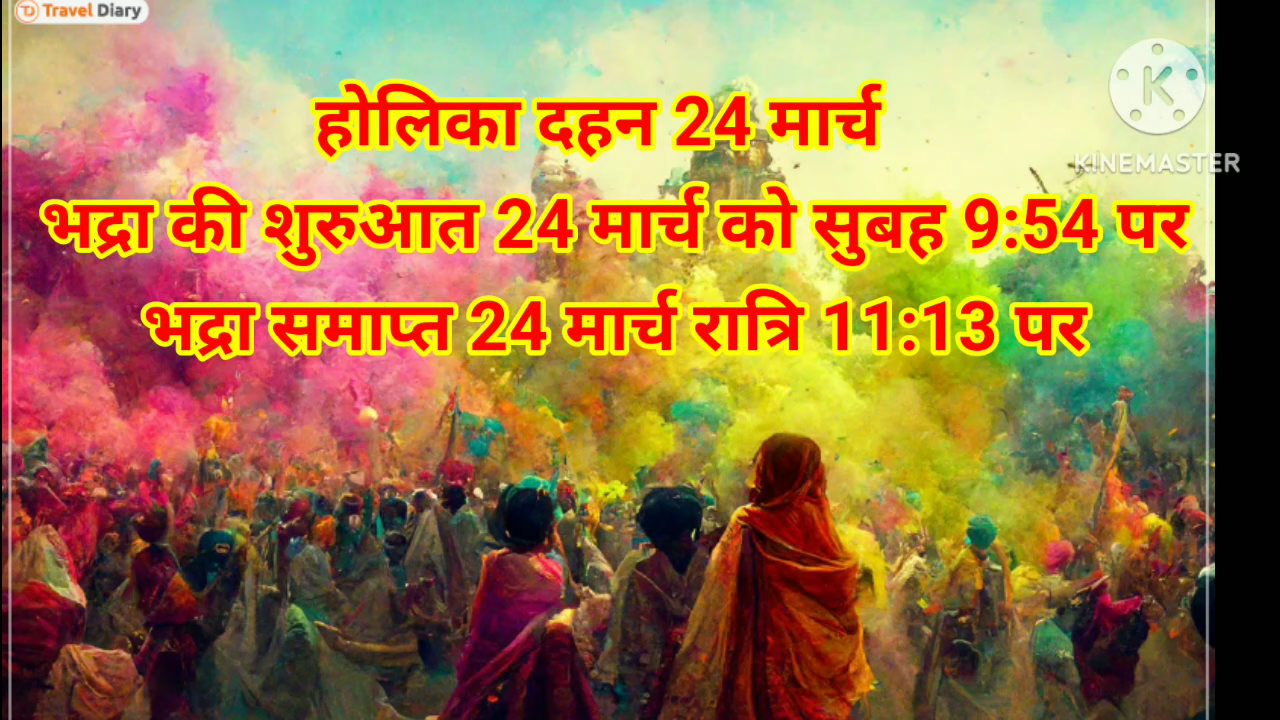 Travel Diary
KINEMASTER
होलिका दहन 24 मार्च
भद्रा की शुरुआत 24 मार्च को सुबह 9:54 पर
भद्रा समाप्त 24 मार्च रात्रि 11:13 पर